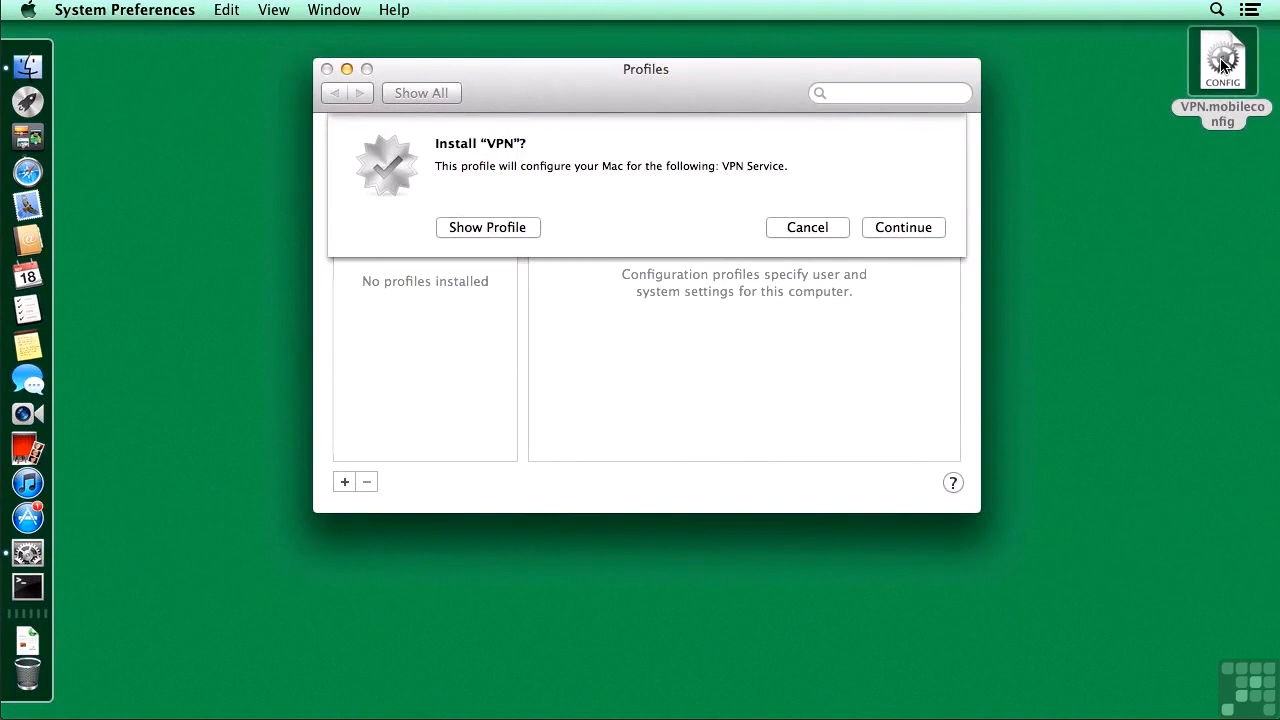 System Preferences Edit View Window Help
CONFIG
VPN.mobileco
nfig
Profiles
Show All
Install “VPN”?
This profile will configure your Mac for the following: VPN Service.
Show Profile Cancel Continue
No profiles installed
Configuration profiles specify user and
system settings for this computer.
+ − ?
18
1